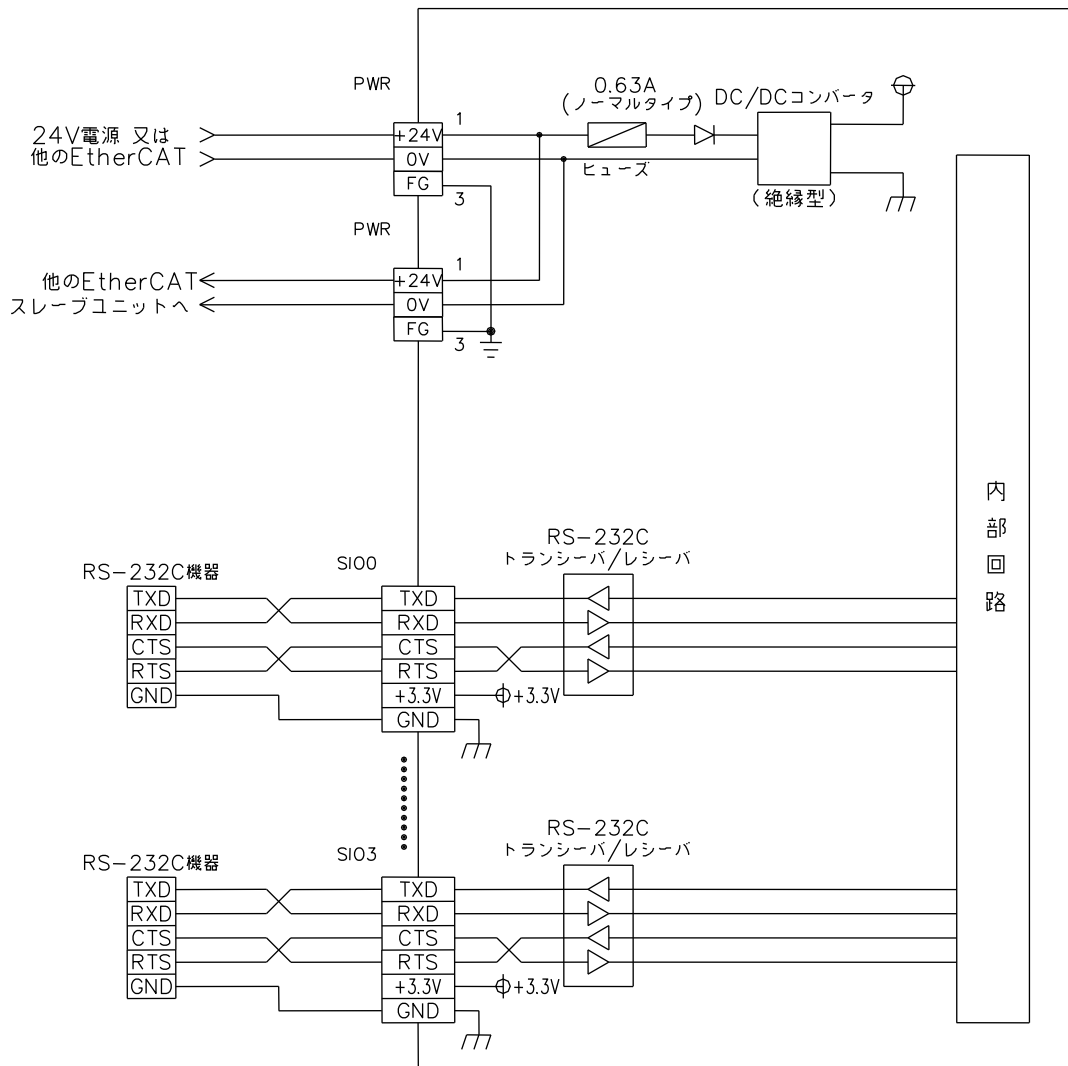 PWR
24V電源 又は
他のEtherCAT
1
+24V
0V
FG
3
0.63A
(ノーマルタイプ)
ヒューズ
DC/DCコンバータ
(絶縁型)
PWR
他のEtherCAT
スレーブユニットへ
1
+24V
0V
FG
3
内
部
回
路
RS-232C機器
TXD
RXD
CTS
RTS
GND
SIO0
TXD
RXD
CTS
RTS
+3.3V
GND
+3.3V
RS-232C
トランシーバ/レシーバ
RS-232C機器
TXD
RXD
CTS
RTS
GND
SIO3
TXD
RXD
CTS
RTS
+3.3V
GND
+3.3V
RS-232C
トランシーバ/レシーバ